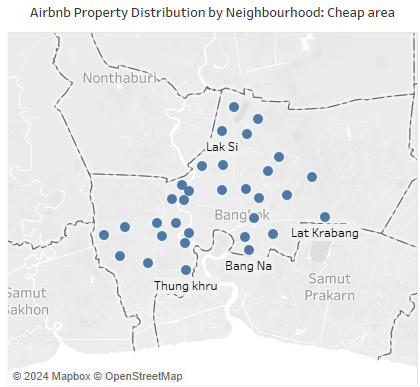 Airbnb Property Distribution by Neighbourhood: Cheap area
Nonthaburi
Lak Si
Bangkok
Lat Krabang
Bang Na
Samut
Prakarn
Thung khru
Samut
Sakhon
© 2024 Mapbox © OpenStreetMap